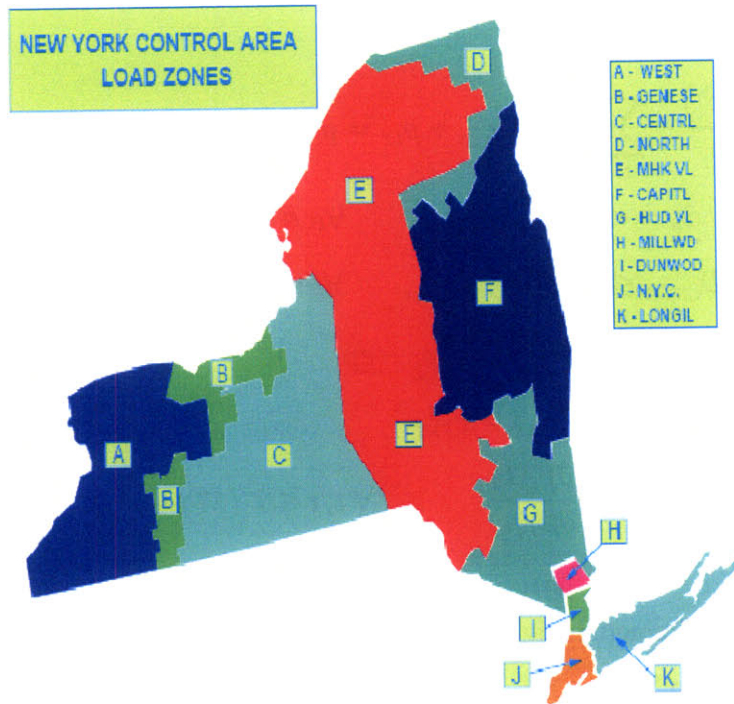 NEW YORK CONTROL AREA
LOAD ZONES
A - WEST
B - GENESE
C - CENTRL
D - NORTH
E - MHK VL
F - CAPITL
G - HUD VL
H - MILLWD
I - DUNWOD
J - N.Y.C.
K - LONGIL
D
E
F
B
A
C
E
B
G
H
I
J
K